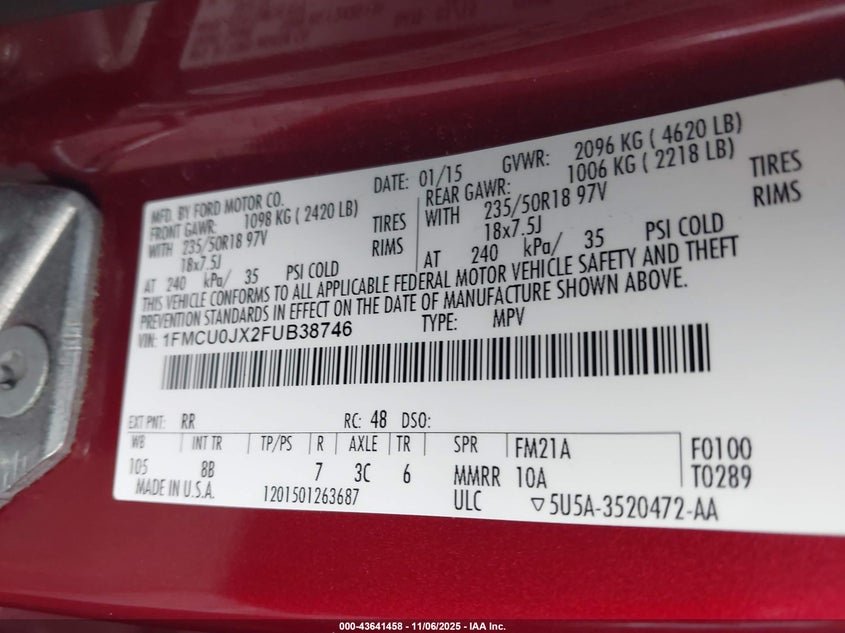 MFD. BY FORD MOTOR CO.
DATE: 01/15 GVWR: 2096 KG ( 4620 LB)
FRONT GAWR: 1098 KG ( 2420 LB)
REAR GAWR: 1006 KG ( 2218 LB)
WITH 235/50R18 97V TIRES
WITH 235/50R18 97V TIRES
18x7.5J RIMS
18x7.5J RIMS
AT 240 kPa/ 35 PSI COLD
AT 240 kPa/ 35 PSI COLD
THIS VEHICLE CONFORMS TO ALL APPLICABLE FEDERAL MOTOR VEHICLE SAFETY AND THEFT
PREVENTION STANDARDS IN EFFECT ON THE DATE OF MANUFACTURE SHOWN ABOVE.
VIN: 1FMCU0JX2FUB38746 TYPE: MPV
EXT PNT: RR RC: 48 DSO:
WB INT TR TP/PS R AXLE TR SPR FM21A F0100
105 8B 7 3C 6 MMRR 10A T0289
MADE IN U.S.A. 1201501263687 ULC ▽5U5A-3520472-AA
000-43641458 - 11/06/2025 - IAA Inc.